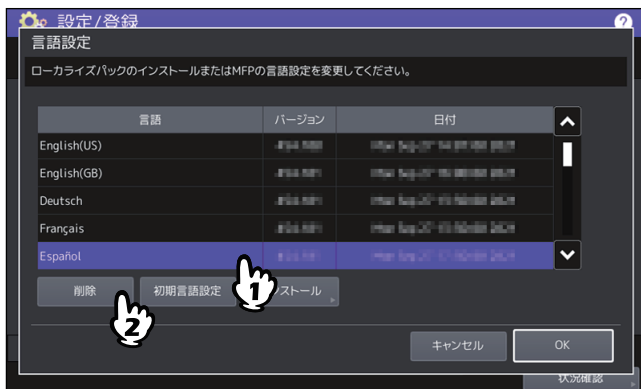 設定/登録
?
言語設定
ローカライズパックのインストールまたはMFPの言語設定を変更してください。
言語 バージョン 日付
English(US)
English(GB)
Deutsch
Français
Español
削除 初期言語設定 ストール
1
2
キャンセル OK
状況確認